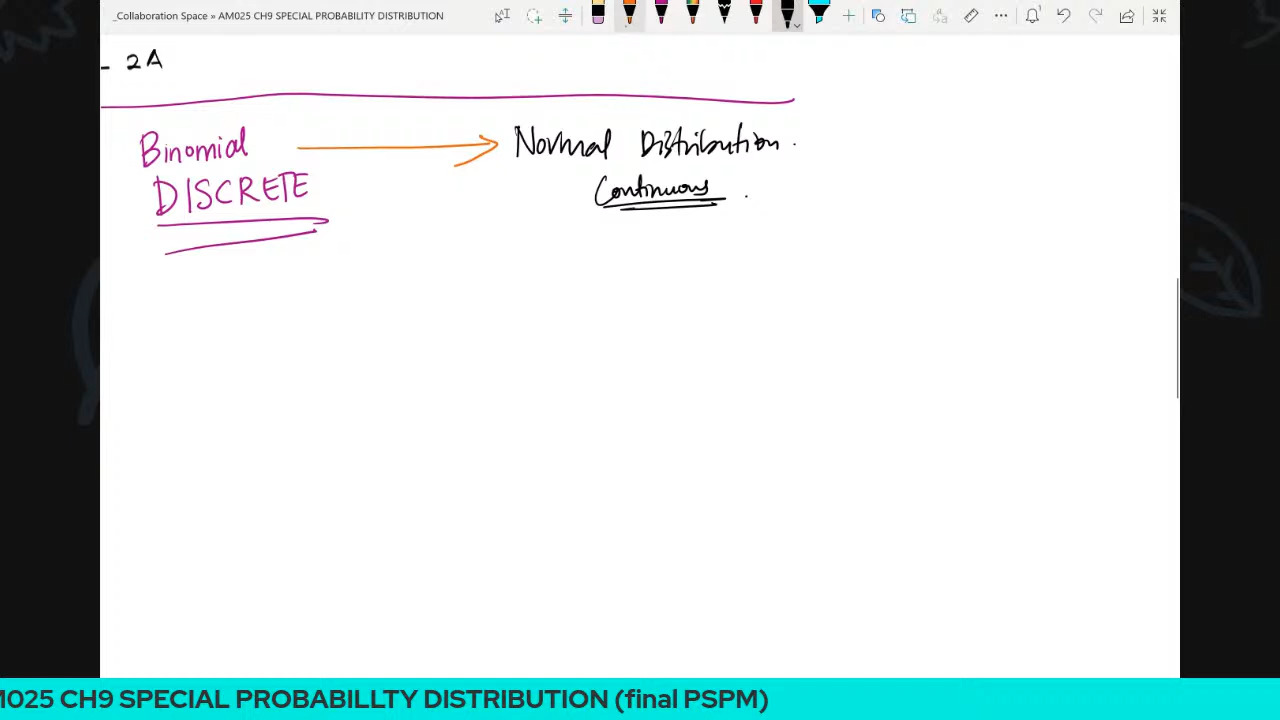 _Collaboration Space » AM025 CH9 SPECIAL PROBABILITY DISTRIBUTION
- 2A
Binomial → Normal Distribution.
DISCRETE Continuous.
M025 CH9 SPECIAL PROBABILLTY DISTRIBUTION (final PSPM)